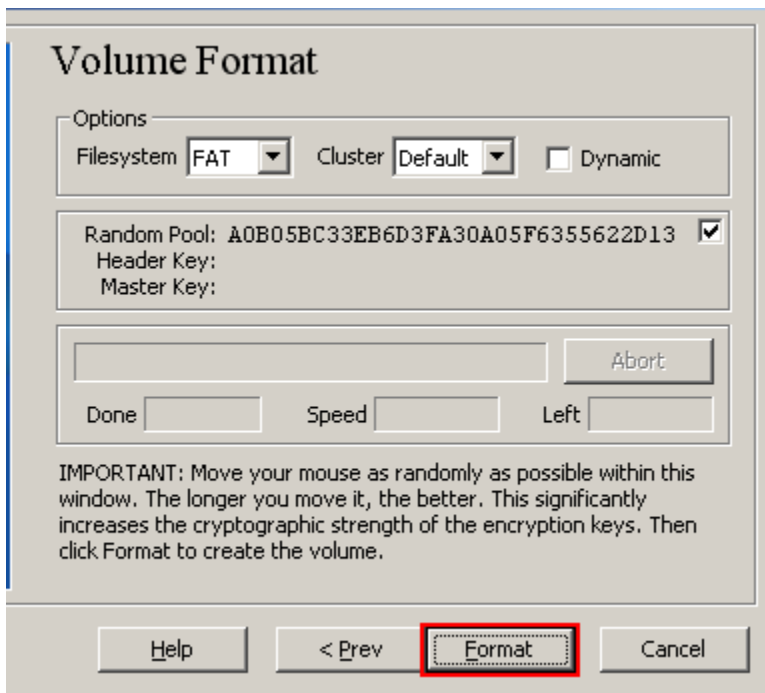 Volume Format
Options
Filesystem FAT Cluster Default Dynamic
Random Pool: A0B05BC33EB6D3FA30A05F6355622D13
Header Key:
Master Key:
Abort
Done Speed Left
IMPORTANT: Move your mouse as randomly as possible within this
window. The longer you move it, the better. This significantly
increases the cryptographic strength of the encryption keys. Then
click Format to create the volume.
Help < Prev Format Cancel